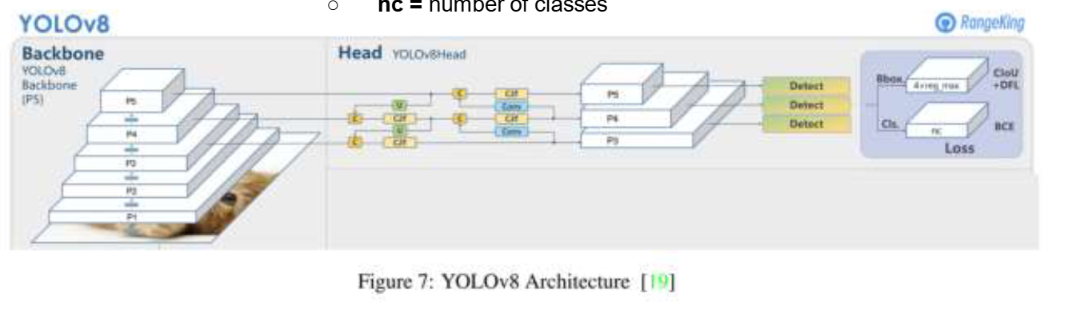 ○ nc = number of classes
YOLOv8
RangeKing
Backbone
YOLOv8
Backbone
(P5)
P5
P4
P3
P2
P1
Head YOLOv8Head
C
U
C
C2f
U
C
C2f
C
C2f
Conv
C
C2f
Conv
C2f
P5
P4
P3
Detect
Detect
Detect
Bbox.
4×reg_max
CIoU
+DFL
Cls.
nc
BCE
Loss
Figure 7: YOLOv8 Architecture [19]